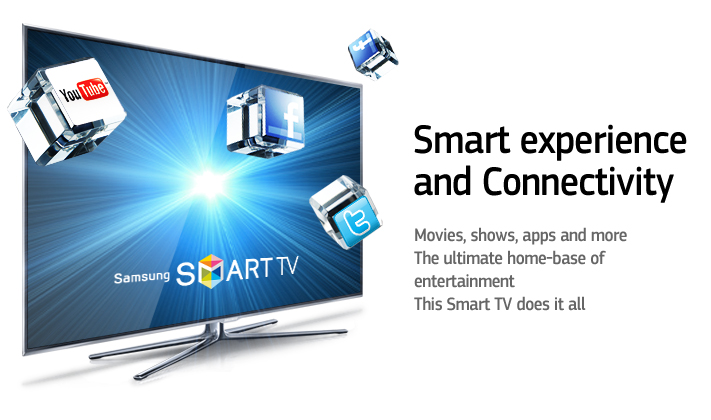 YouTube
f
f
t
Samsung SMART TV
Smart experience
and Connectivity
Movies, shows, apps and more
The ultimate home-base of
entertainment
This Smart TV does it all